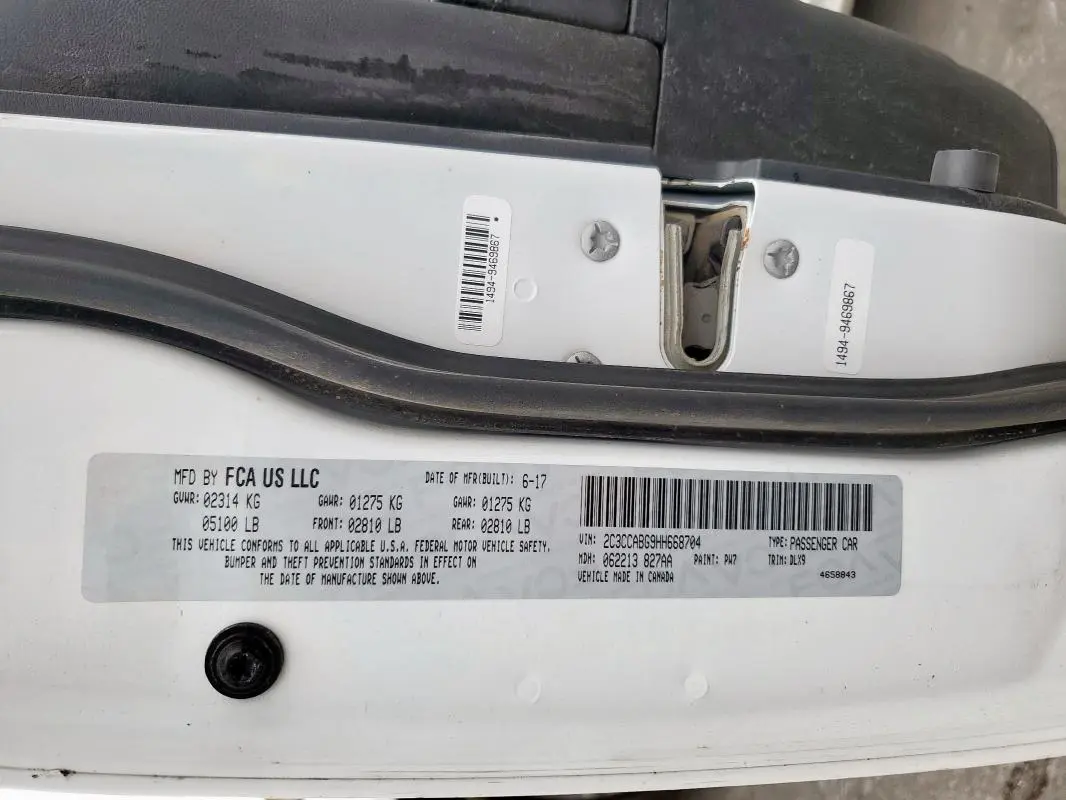 1494-9469867
1494-9469867
MFD BY FCA US LLC
DATE OF MFR(BUILT): 6-17
GVWR: 02314 KG GAWR: 01275 KG GAWR: 01275 KG
05100 LB FRONT: 02810 LB REAR: 02810 LB
THIS VEHICLE CONFORMS TO ALL APPLICABLE U.S.A. FEDERAL MOTOR VEHICLE SAFETY,
BUMPER AND THEFT PREVENTION STANDARDS IN EFFECT ON
THE DATE OF MANUFACTURE SHOWN ABOVE.
VIN: 2C3CCABG9HH668704 TYPE: PASSENGER CAR
MDH: 062213 827AA PAINT: PW7 TRIM: DLX9
VEHICLE MADE IN CANADA 4658843